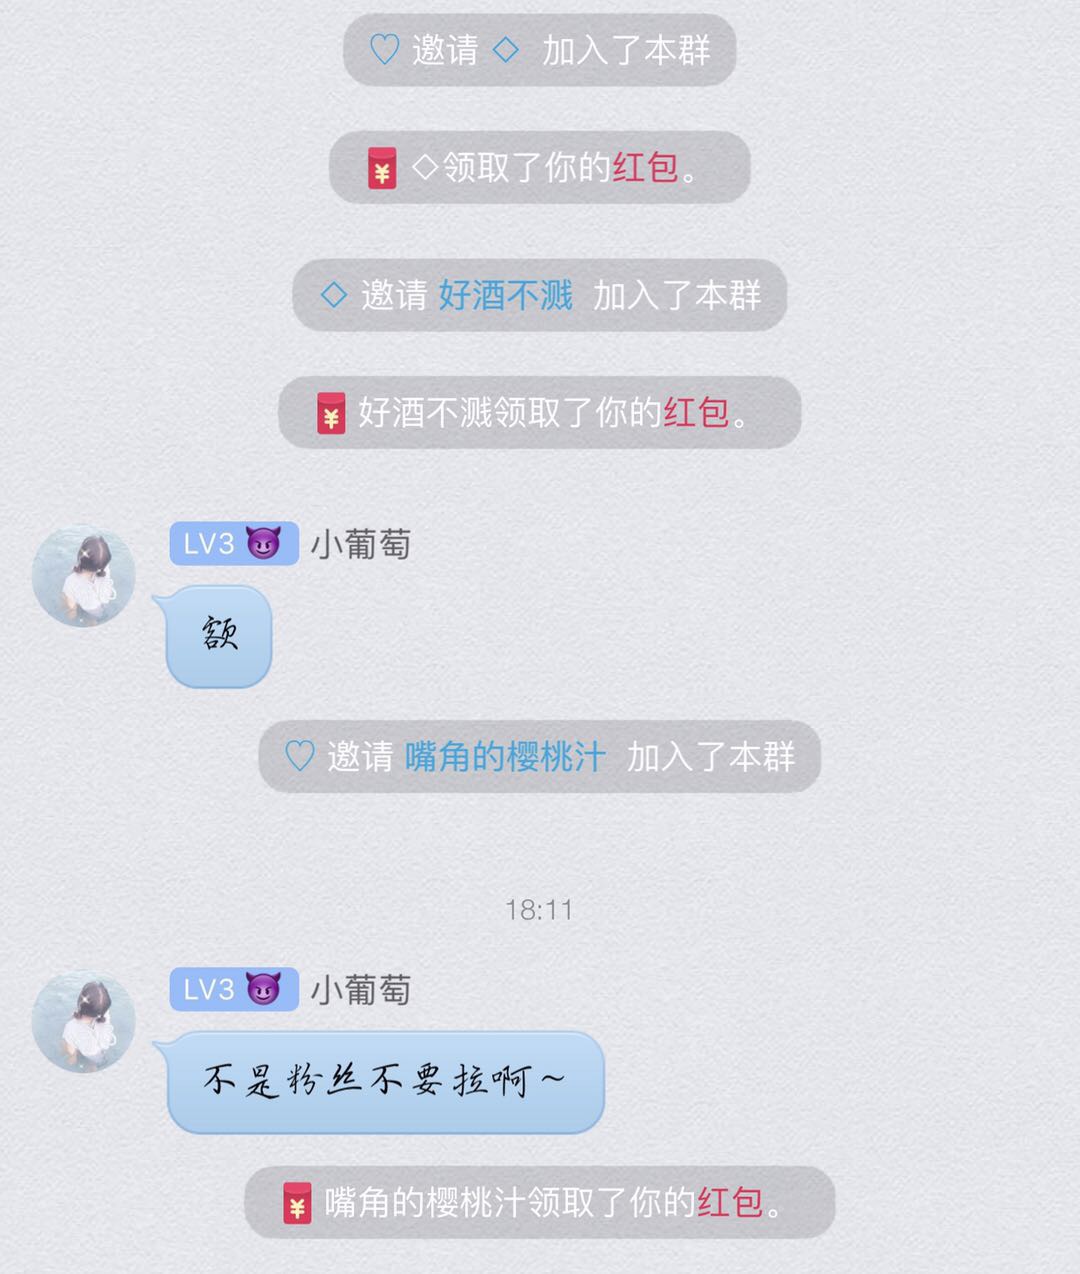 ♡ 邀请 ◇ 加入了本群
◇领取了你的红包。
◇ 邀请 好酒不溅 加入了本群
好酒不溅领取了你的红包。
LV3 😈 小葡萄
额
♡ 邀请 嘴角的樱桃汁 加入了本群
18:11
LV3 😈 小葡萄
不是粉丝不要拉啊~
嘴角的樱桃汁领取了你的红包。